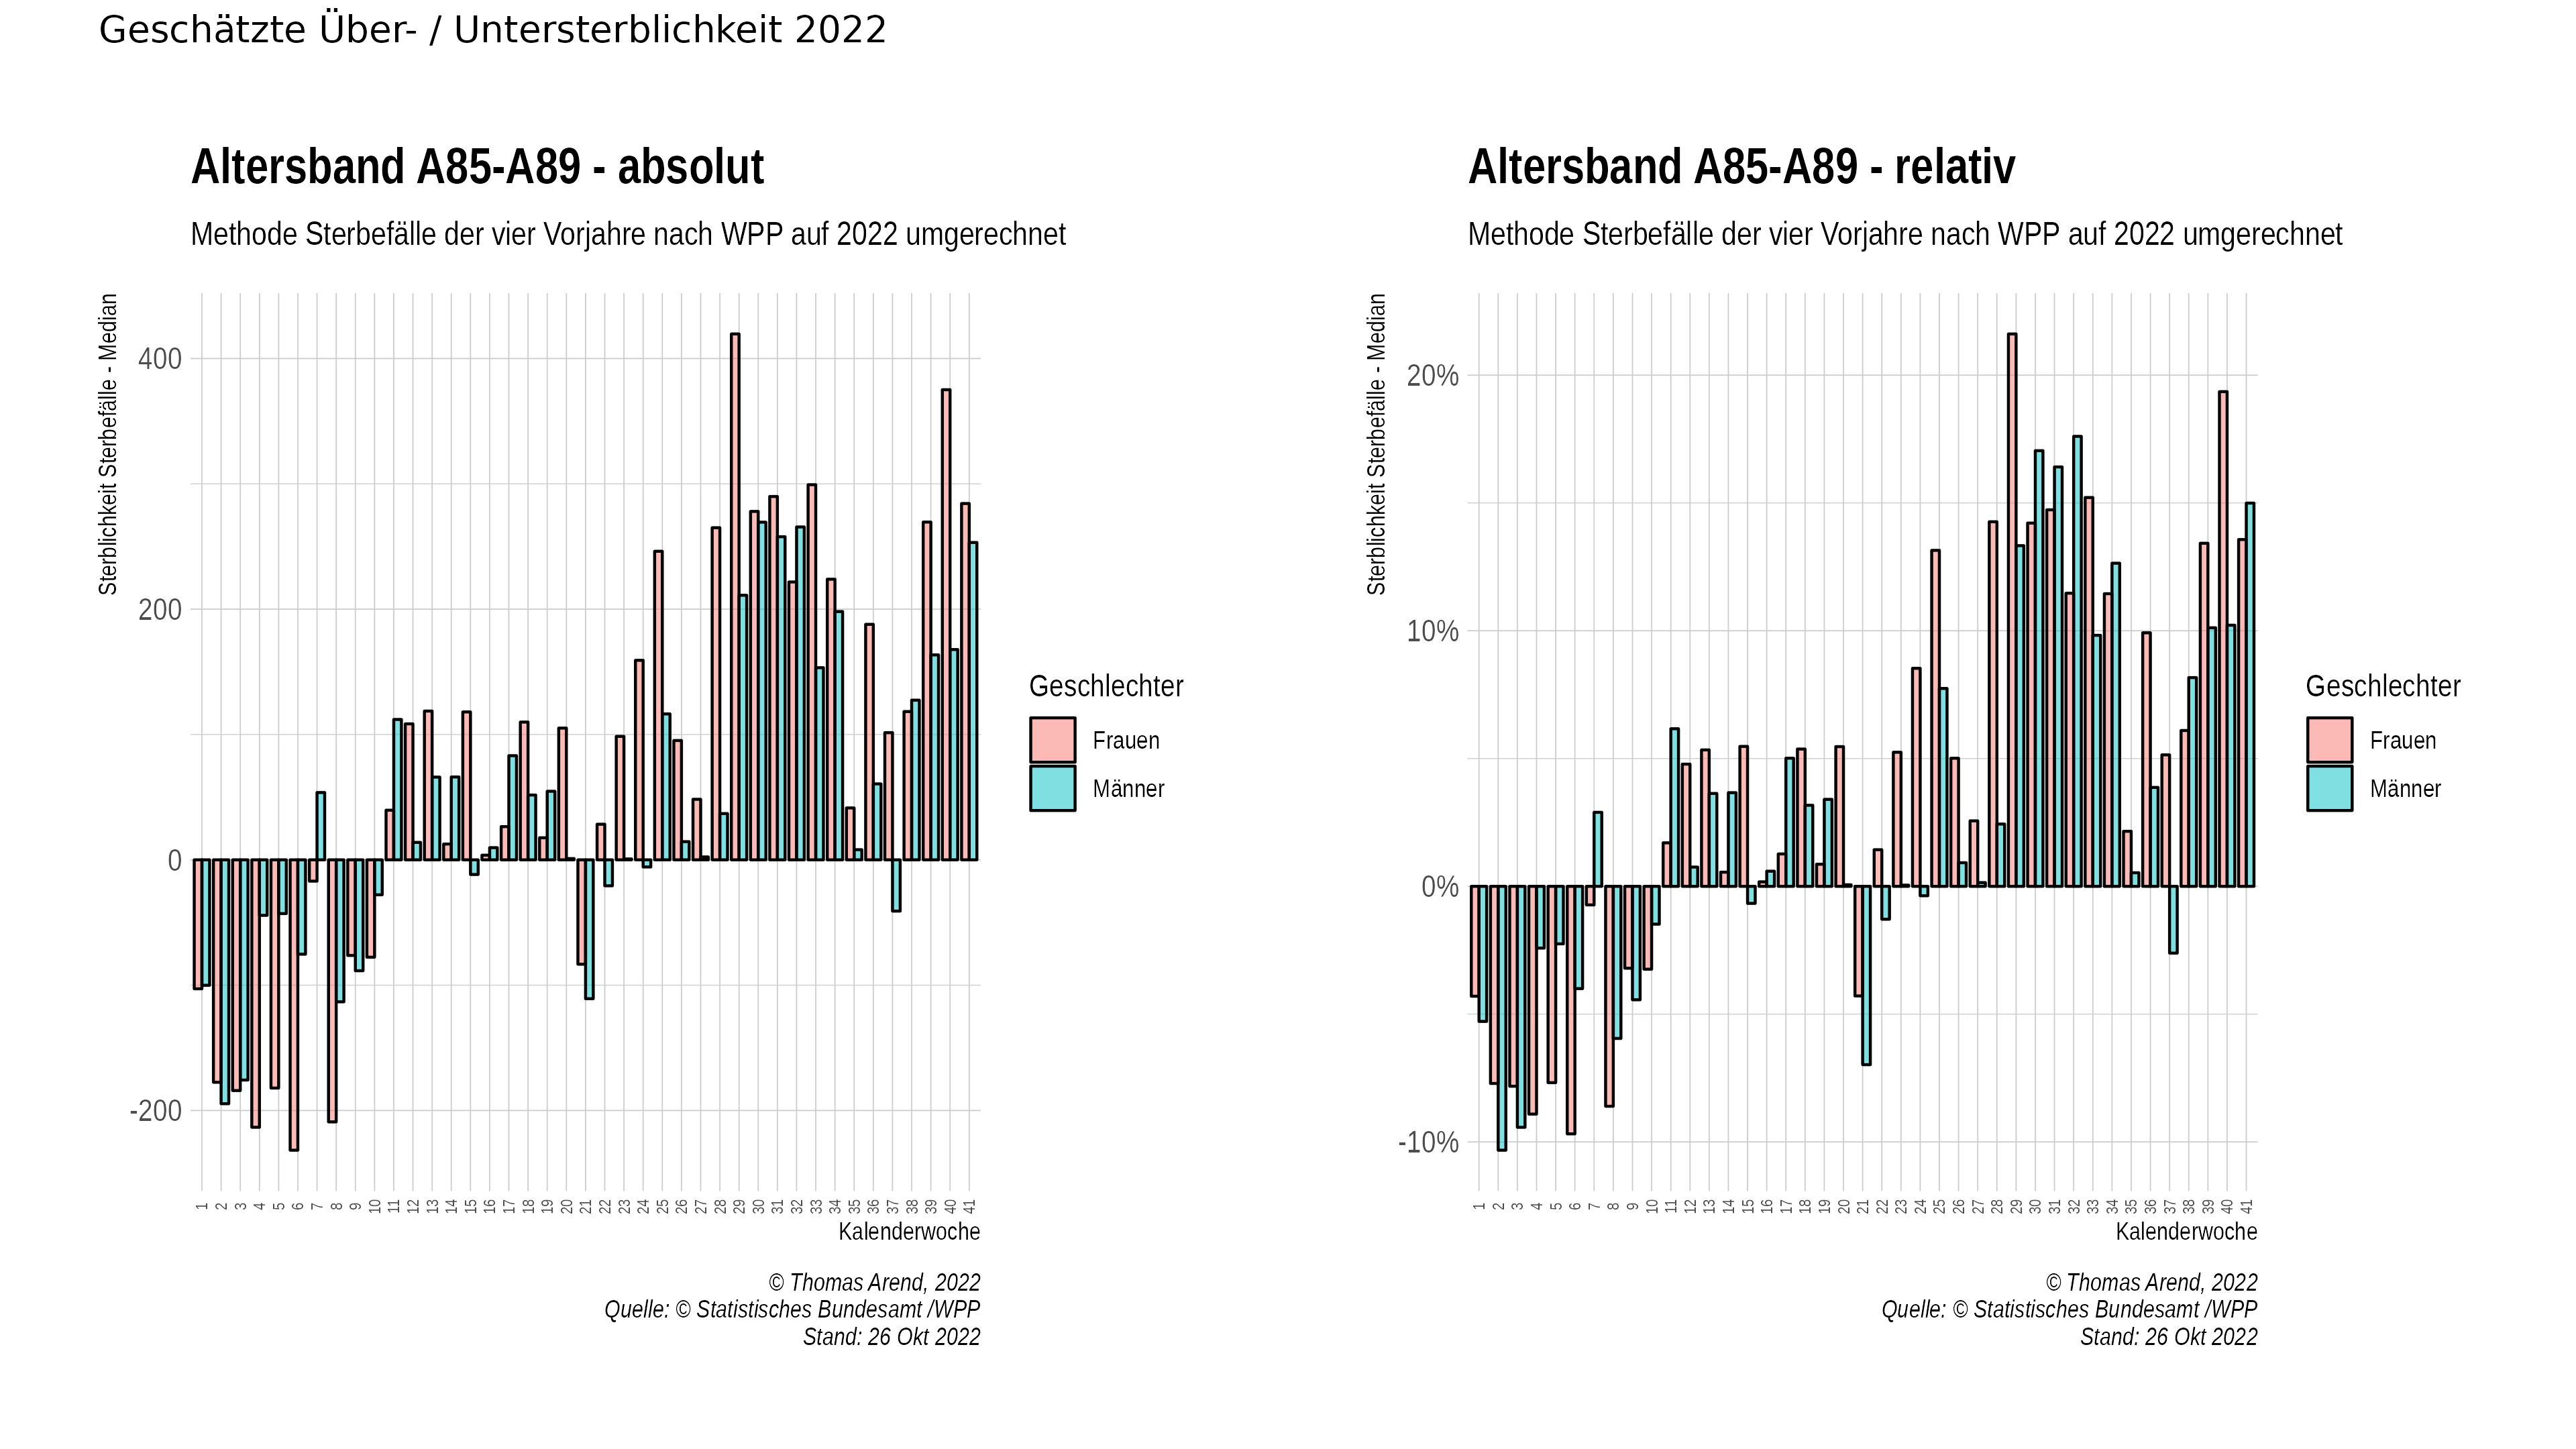 Geschätzte Über- / Untersterblichkeit 2022
Altersband A85-A89 - absolut
Methode Sterbefälle der vier Vorjahre nach WPP auf 2022 umgerechnet
Sterblichkeit Sterbefälle - Median
400
200
0
-200
1 2 3 4 5 6 7 8 9 10 11 12 13 14 15 16 17 18 19 20 21 22 23 24 25 26 27 28 29 30 31 32 33 34 35 36 37 38 39 40 41
Kalenderwoche
Geschlechter
Frauen
Männer
© Thomas Arend, 2022
Quelle: © Statistisches Bundesamt /WPP
Stand: 26 Okt 2022
Altersband A85-A89 - relativ
Methode Sterbefälle der vier Vorjahre nach WPP auf 2022 umgerechnet
Sterblichkeit Sterbefälle - Median
20%
10%
0%
-10%
1 2 3 4 5 6 7 8 9 10 11 12 13 14 15 16 17 18 19 20 21 22 23 24 25 26 27 28 29 30 31 32 33 34 35 36 37 38 39 40 41
Kalenderwoche
Geschlechter
Frauen
Männer
© Thomas Arend, 2022
Quelle: © Statistisches Bundesamt /WPP
Stand: 26 Okt 2022